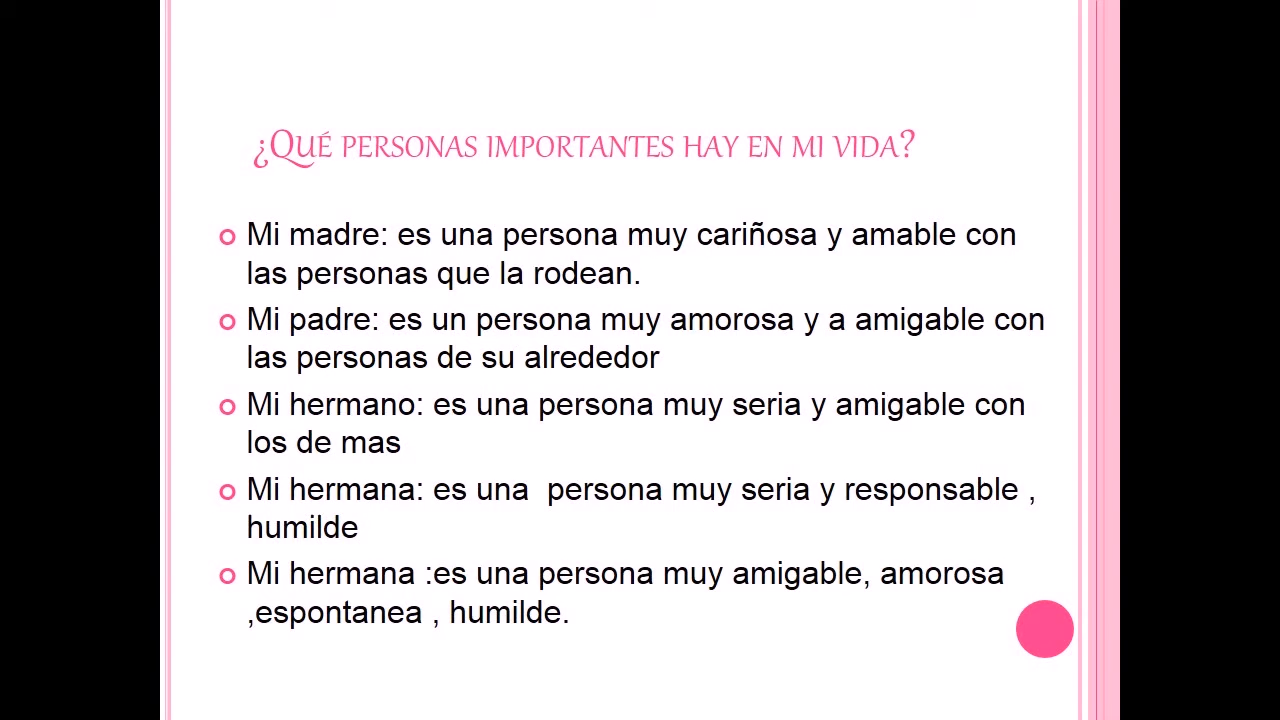 ¿QUÉ PERSONAS IMPORTANTES HAY EN MI VIDA?
Mi madre: es una persona muy cariñosa y amable con
las personas que la rodean.
Mi padre: es un persona muy amorosa y a amigable con
las personas de su alrededor
Mi hermano: es una persona muy seria y amigable con
los de mas
Mi hermana: es una  persona muy seria y responsable ,
humilde
Mi hermana :es una persona muy amigable, amorosa
,espontanea , humilde.